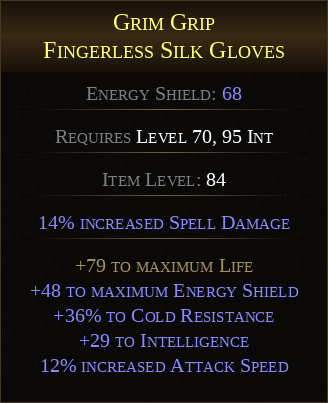 Grim Grip
Fingerless Silk Gloves
Energy Shield: 68
Requires Level 70, 95 Int
Item Level: 84
14% increased Spell Damage
+79 to maximum Life
+48 to maximum Energy Shield
+36% to Cold Resistance
+29 to Intelligence
12% increased Attack Speed